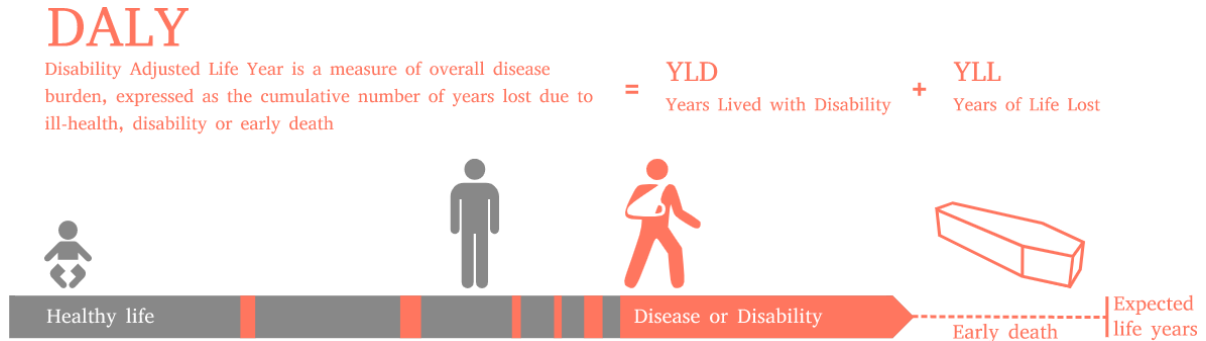 DALY
Disability Adjusted Life Year is a measure of overall disease
burden, expressed as the cumulative number of years lost due to
ill-health, disability or early death
=
YLD
Years Lived with Disability
+
YLL
Years of Life Lost
Healthy life
Disease or Disability
Early death
Expected
life years